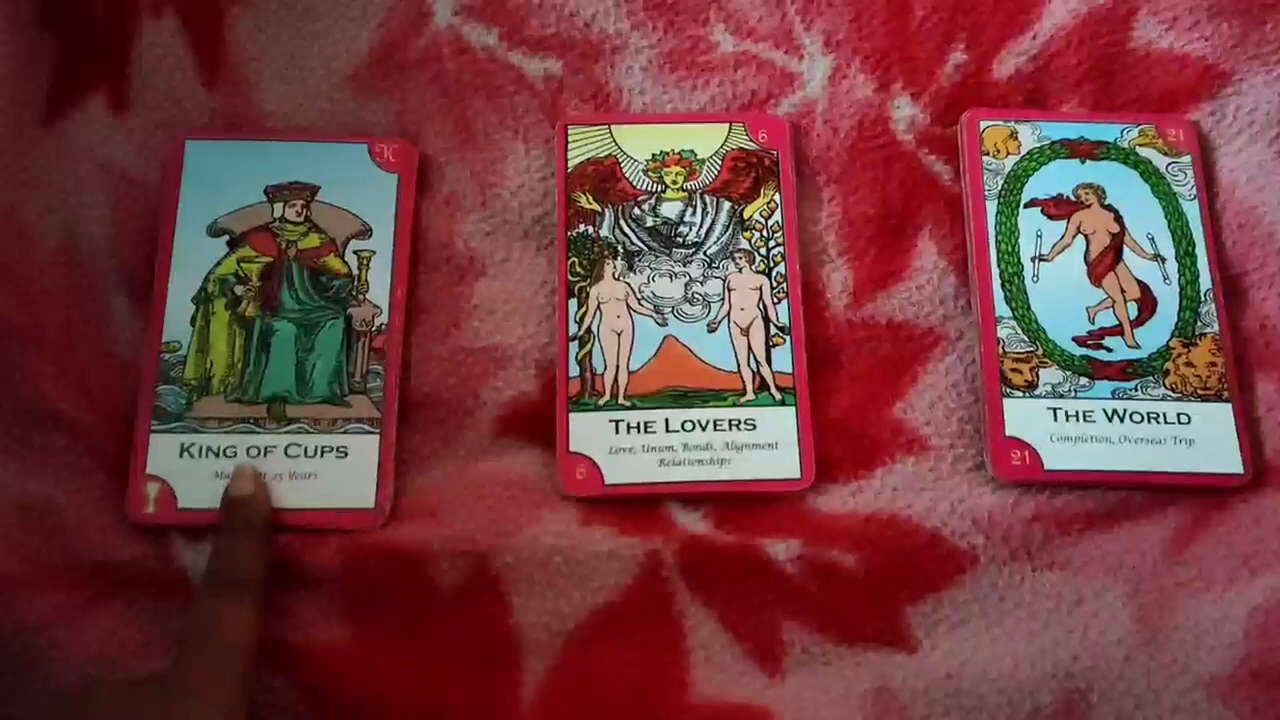 K
KING OF CUPS
25 Years
6
THE LOVERS
Love, Union, Bonds, Alignment
Relationships
6
21
THE WORLD
Completion, Overseas Trip
21